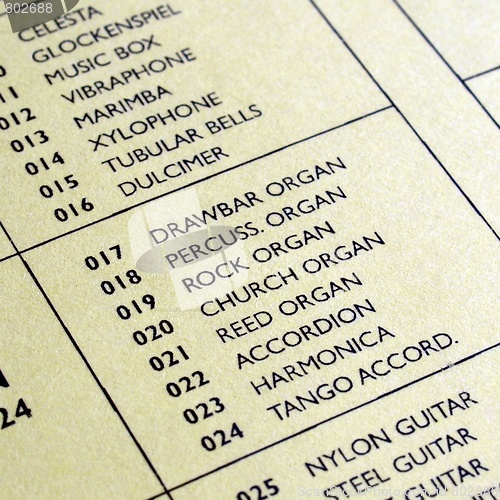 802688
CELESTA
GLOCKENSPIEL
MUSIC BOX
012 VIBRAPHONE
013 MARIMBA
014 XYLOPHONE
015 TUBULAR BELLS
016 DULCIMER
017 DRAWBAR ORGAN
018 PERCUSS. ORGAN
019 ROCK ORGAN
020 CHURCH ORGAN
021 REED ORGAN
022 ACCORDION
023 HARMONICA
024 TANGO ACCORD.
24
025 NYLON GUITAR
STEEL GUITAR
GUITAR